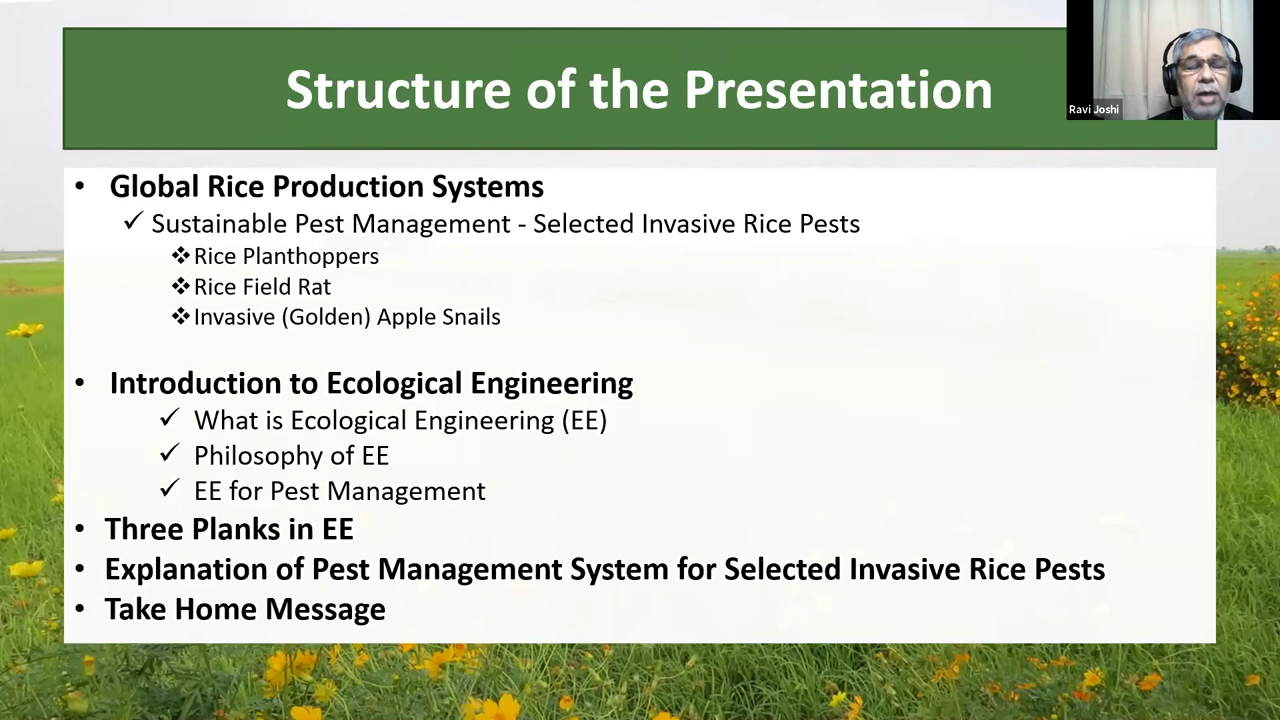 Structure of the Presentation
Ravi Joshi
• Global Rice Production Systems
✓ Sustainable Pest Management - Selected Invasive Rice Pests
❖Rice Planthoppers
❖Rice Field Rat
❖Invasive (Golden) Apple Snails
• Introduction to Ecological Engineering
✓ What is Ecological Engineering (EE)
✓ Philosophy of EE
✓ EE for Pest Management
• Three Planks in EE
• Explanation of Pest Management System for Selected Invasive Rice Pests
• Take Home Message